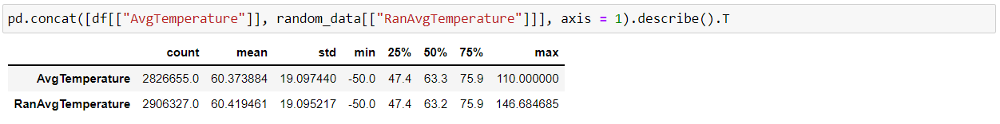 pd.concat([df[["AvgTemperature"]], random_data[["RanAvgTemperature"]]], axis = 1).describe().T
count mean std min 25% 50% 75% max
AvgTemperature 2826655.0 60.373884 19.097440 -50.0 47.4 63.3 75.9 110.000000
RanAvgTemperature 2906327.0 60.419461 19.095217 -50.0 47.4 63.2 75.9 146.684685